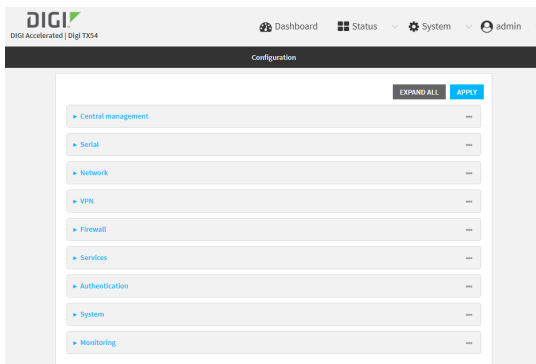 DIGI
DIGI Accelerated | Digi TX54
Dashboard Status System admin
Configuration
EXPAND ALL APPLY
Central management
Serial
Network
VPN
Firewall
Services
Authentication
System
Monitoring